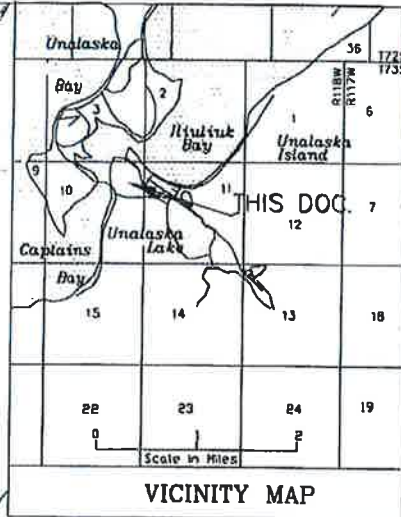 Unalaska
36
T72S
T73S
R118W
R117W
Bay
2
3
1
6
Iliuliuk
Bay
Unalaska
Island
9
10
11
THIS DOC.
7
12
Unalaska
Lake
Captains
Bay
15
14
13
18
22
23
24
19
0
1
2
Scale in Miles
VICINITY MAP